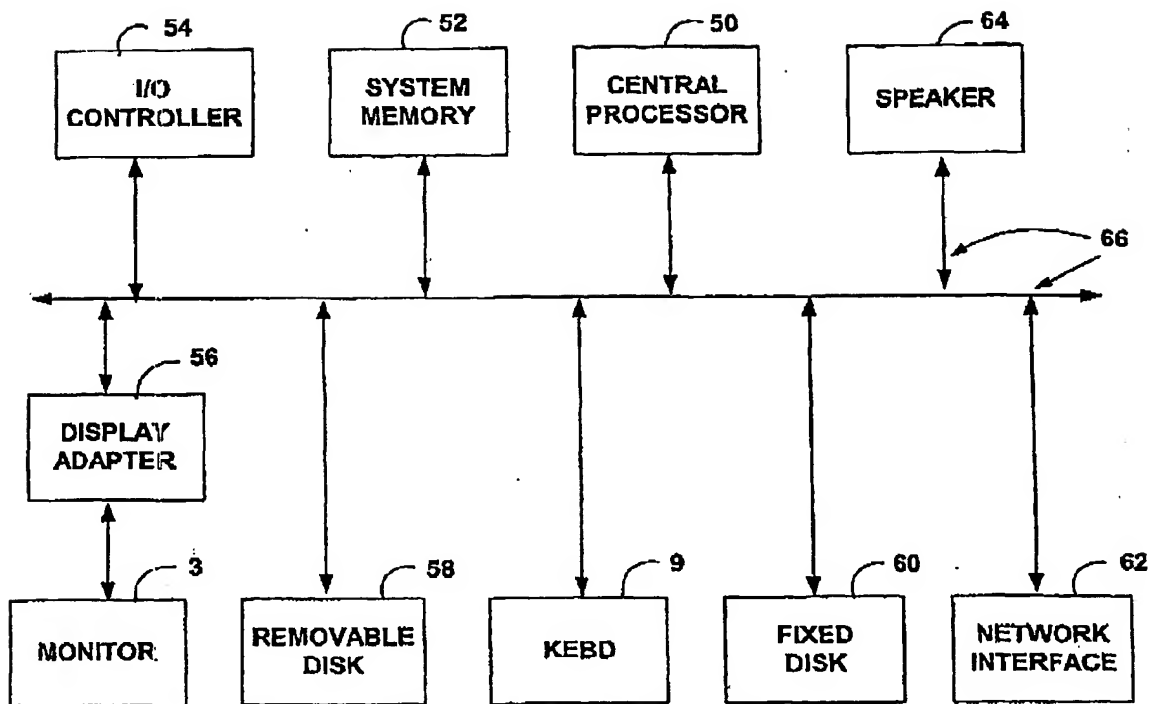 54
52
50
64
I/O
CONTROLLER
SYSTEM
MEMORY
CENTRAL
PROCESSOR
SPEAKER
66
56
DISPLAY
ADAPTER
3
58
9
60
62
MONITOR
REMOVABLE
DISK
KEBD
FIXED
DISK
NETWORK
INTERFACE